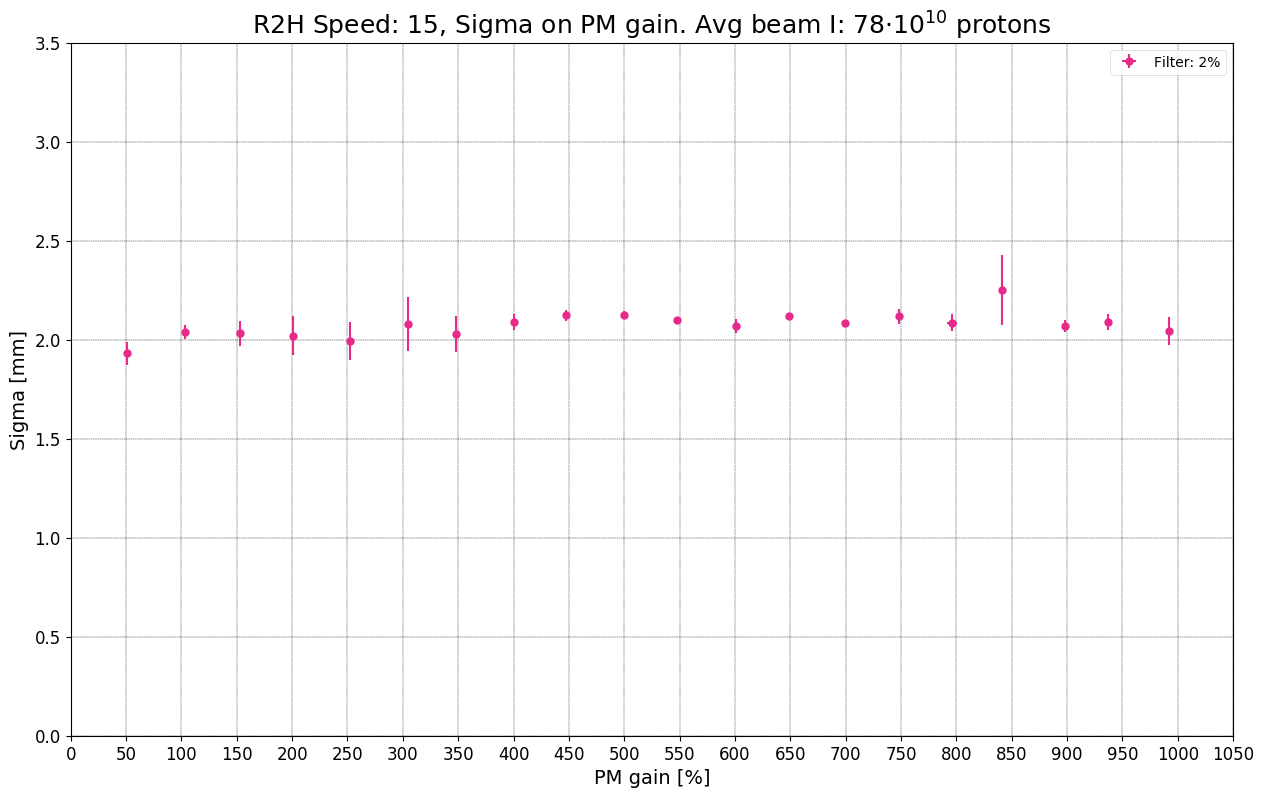 R2H Speed: 15, Sigma on PM gain. Avg beam I: 78·10¹⁰ protons
Filter: 2%
3.5
3.0
2.5
2.0
1.5
1.0
0.5
0.0
Sigma [mm]
0 50 100 150 200 250 300 350 400 450 500 550 600 650 700 750 800 850 900 950 1000 1050
PM gain [%]